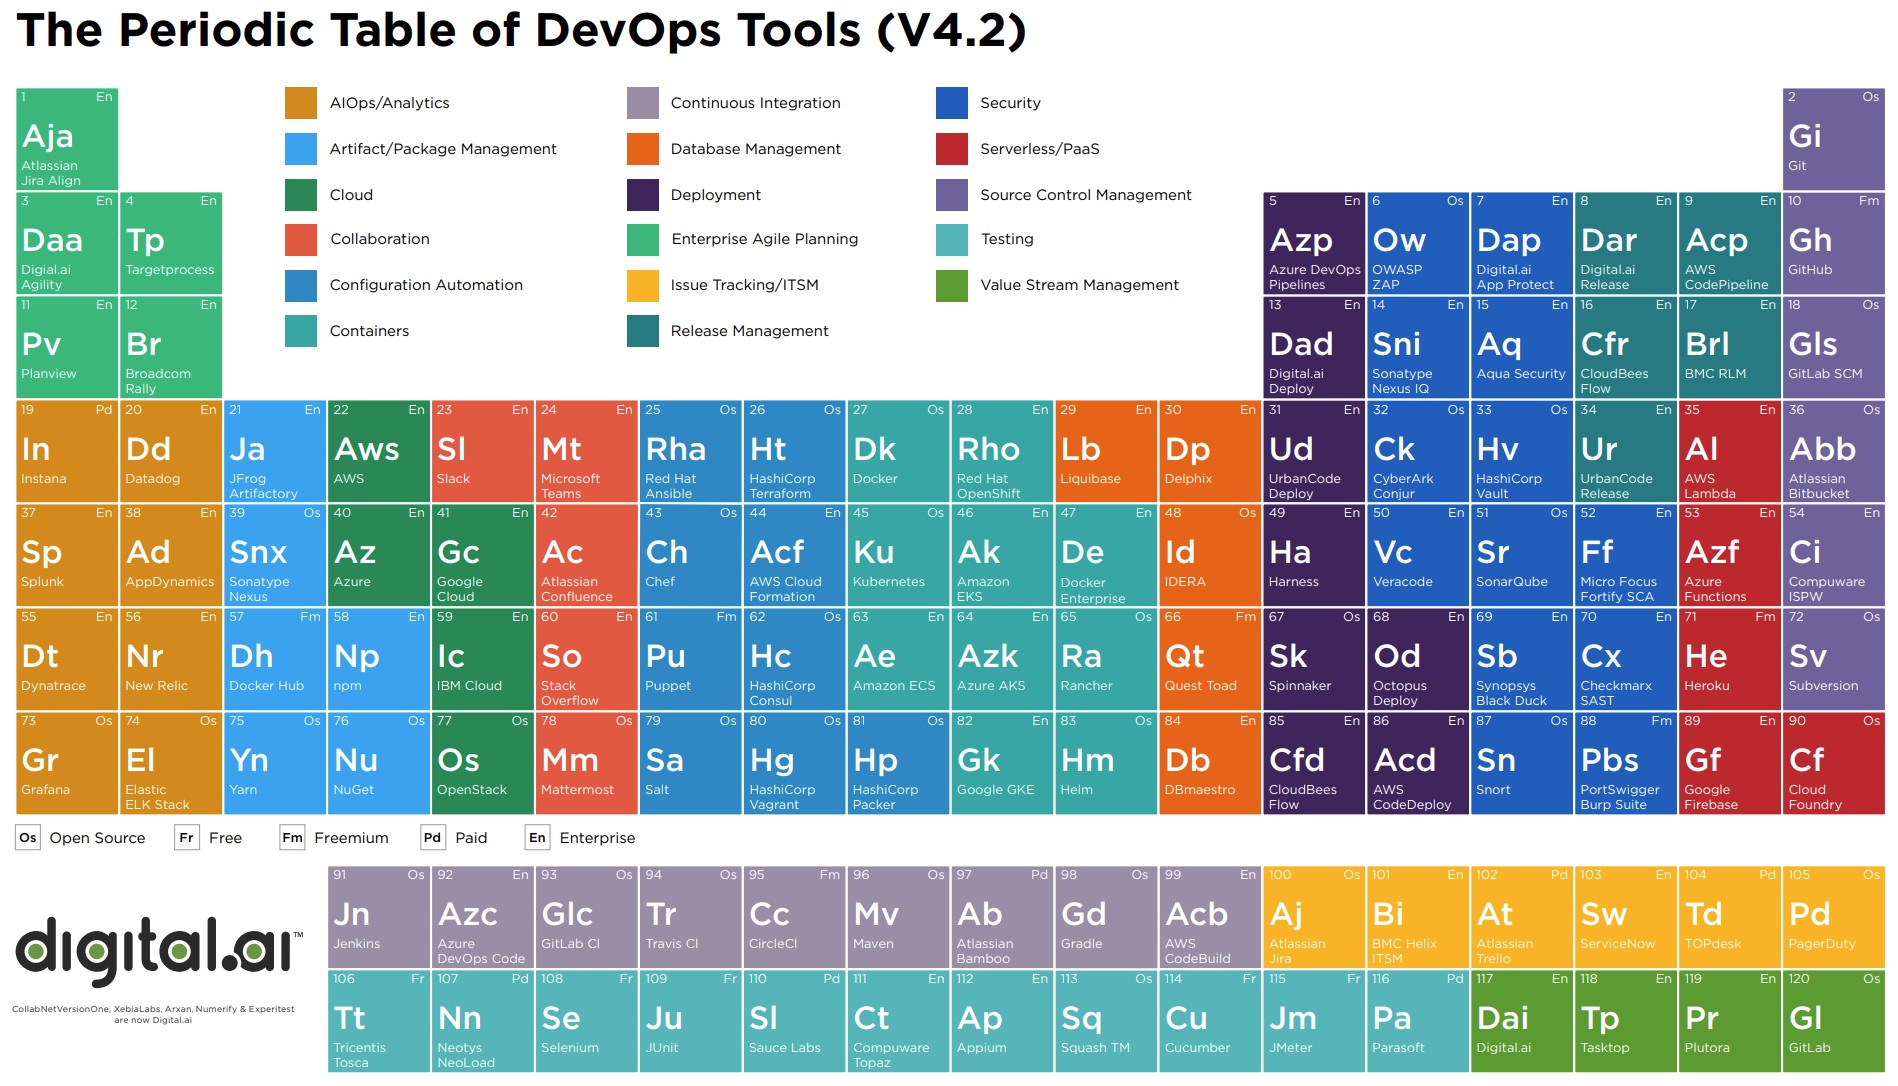 The Periodic Table of DevOps Tools (V4.2)
AIOps/Analytics
Artifact/Package Management
Cloud
Collaboration
Configuration Automation
Containers
Continuous Integration
Database Management
Deployment
Enterprise Agile Planning
Issue Tracking/ITSM
Release Management
Security
Serverless/PaaS
Source Control Management
Testing
Value Stream Management
1 En
Aja
Atlassian
Jira Align
2 Os
Gi
Git
3 En
Daa
Digial.ai
Agility
4 En
Tp
Targetprocess
5 En
Azp
Azure DevOps
Pipelines
6 Os
Ow
OWASP
ZAP
7 En
Dap
Digital.ai
App Protect
8 En
Dar
Digital.ai
Release
9 En
Acp
AWS
CodePipeline
10 Fm
Gh
GitHub
11 En
Pv
Planview
12 En
Br
Broadcom
Rally
13 En
Dad
Digital.ai
Deploy
14 En
Sni
Sonatype
Nexus IQ
15 En
Aq
Aqua Security
16 En
Cfr
CloudBees
Flow
17 En
Brl
BMC RLM
18 Os
Gls
GitLab SCM
19 Pd
In
Instana
20 En
Dd
Datadog
21 En
Ja
JFrog
Artifactory
22 En
Aws
AWS
23 En
Sl
Slack
24 En
Mt
Microsoft
Teams
25 Os
Rha
Red Hat
Ansible
26 Os
Ht
HashiCorp
Terraform
27 Os
Dk
Docker
28 En
Rho
Red Hat
OpenShift
29 En
Lb
Liquibase
30 En
Dp
Delphix
31 En
Ud
UrbanCode
Deploy
32 Os
Ck
CyberArk
Conjur
33 Os
Hv
HashiCorp
Vault
34 En
Ur
UrbanCode
Release
35 En
Al
AWS
Lambda
36 Os
Abb
Atlassian
Bitbucket
37 En
Sp
Splunk
38 En
Ad
AppDynamics
39 Os
Snx
Sonatype
Nexus
40 En
Az
Azure
41 En
Gc
Google
Cloud
42
Ac
Atlassian
Confluence
43 Os
Ch
Chef
44 En
Acf
AWS Cloud
Formation
45 Os
Ku
Kubernetes
46 En
Ak
Amazon
EKS
47 En
De
Docker
Enterprise
48 Os
Id
IDERA
49 En
Ha
Harness
50 En
Vc
Veracode
51 Os
Sr
SonarQube
52 En
Ff
Micro Focus
Fortify SCA
53 En
Azf
Azure
Functions
54 En
Ci
Compuware
ISPW
55 En
Dt
Dynatrace
56 En
Nr
New Relic
57 Fm
Dh
Docker Hub
58 En
Np
npm
59 En
Ic
IBM Cloud
60 En
So
Stack
Overflow
61 Fm
Pu
Puppet
62 Os
Hc
HashiCorp
Consul
63 En
Ae
Amazon ECS
64 En
Azk
Azure AKS
65 Os
Ra
Rancher
66 Fm
Qt
Quest Toad
67 Os
Sk
Spinnaker
68 En
Od
Octopus
Deploy
69 En
Sb
Synopsys
Black Duck
70 En
Cx
Checkmarx
SAST
71 Fm
He
Heroku
72 Os
Sv
Subversion
73 Os
Gr
Grafana
74 Os
El
Elastic
ELK Stack
75 Os
Yn
Yarn
76 Os
Nu
NuGet
77 Os
Os
OpenStack
78 Os
Mm
Mattermost
79 Os
Sa
Salt
80 Os
Hg
HashiCorp
Vagrant
81 Os
Hp
HashiCorp
Packer
82 En
Gk
Google GKE
83 Os
Hm
Helm
84 En
Db
DBmaestro
85 En
Cfd
CloudBees
Flow
86 En
Acd
AWS
CodeDeploy
87 Os
Sn
Snort
88 Fm
Pbs
PortSwigger
Burp Suite
89 En
Gf
Google
Firebase
90 Os
Cf
Cloud
Foundry
Os Open Source Fr Free Fm Freemium Pd Paid En Enterprise
91 Os
Jn
Jenkins
92 En
Azc
Azure
DevOps Code
93 Os
Glc
GitLab CI
94 Os
Tr
Travis CI
95 Fm
Cc
CircleCI
96 Os
Mv
Maven
97 Pd
Ab
Atlassian
Bamboo
98 Os
Gd
Gradle
99 En
Acb
AWS
CodeBuild
100 Os
Aj
Atlassian
Jira
101 En
Bi
BMC Helix
ITSM
102 Pd
At
Atlassian
Trello
103 En
Sw
ServiceNow
104 Pd
Td
TOPdesk
105 Os
Pd
PagerDuty
106 Fr
Tt
Tricentis
Tosca
107 Pd
Nn
Neotys
NeoLoad
108 Fr
Se
Selenium
109 Fr
Ju
JUnit
110 Pd
Sl
Sauce Labs
111 En
Ct
Compuware
Topaz
112 En
Ap
Appium
113 Os
Sq
Squash TM
114 Fr
Cu
Cucumber
115 Fr
Jm
JMeter
116 Pd
Pa
Parasoft
117 En
Dai
Digital.ai
118 En
Tp
Tasktop
119 En
Pr
Plutora
120 Os
Gl
GitLab
digital.ai™
CollabNetVersionOne, XebiaLabs, Arxan, Numerify & Experitest
are now Digital.ai